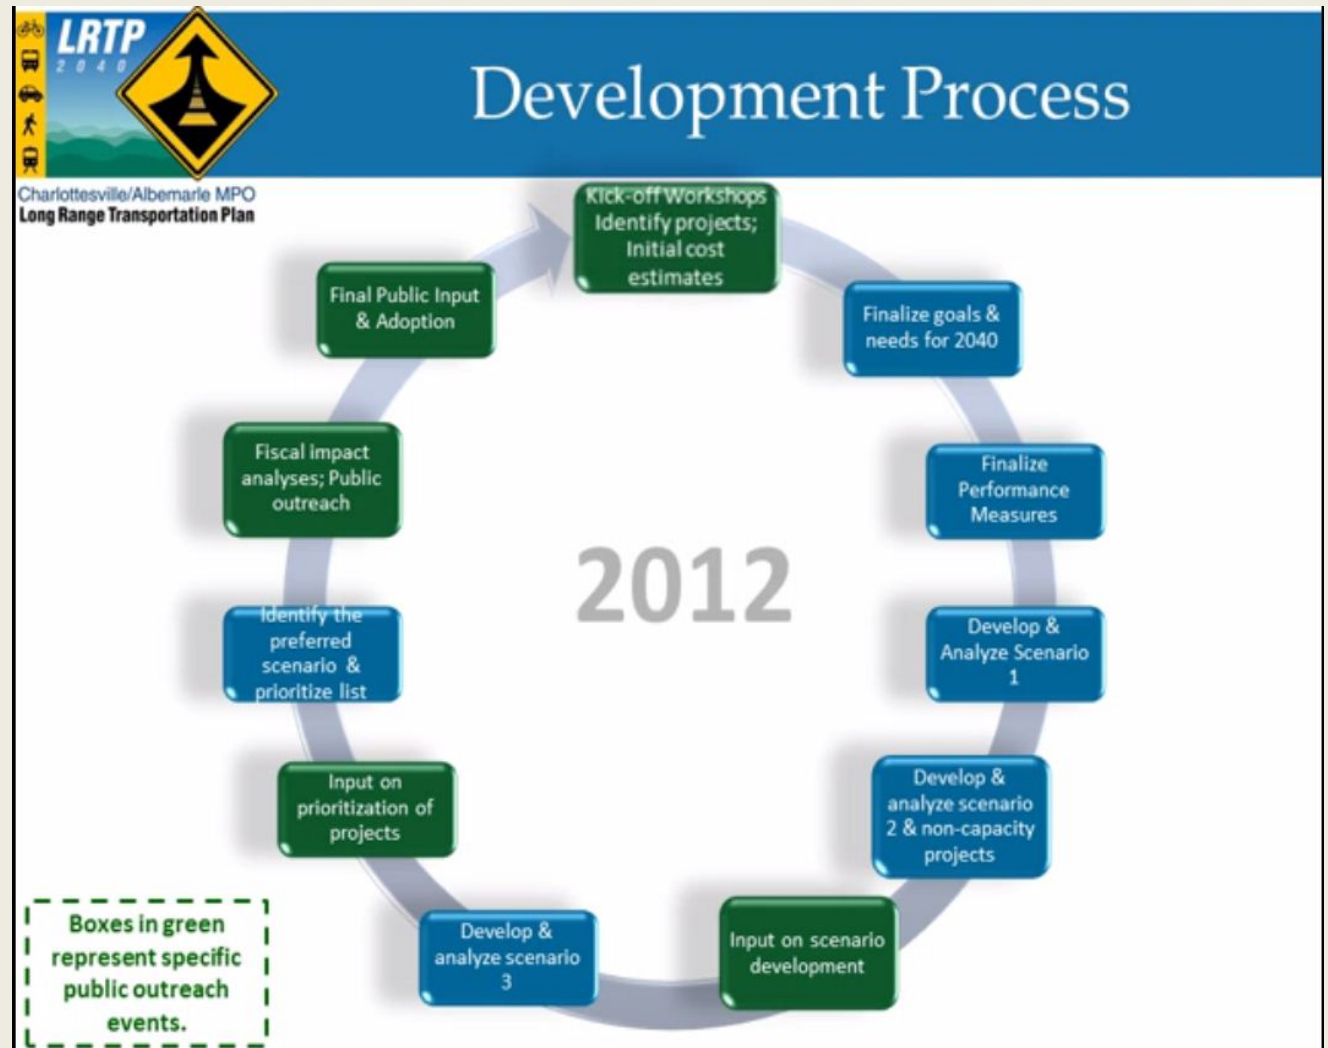 LRTP
2040
Charlottesville/Albemarle MPO
Long Range Transportation Plan
Development Process
Kick-off Workshops
Identify projects;
Initial cost
estimates
Finalize goals &
needs for 2040
Finalize
Performance
Measures
Develop &
Analyze Scenario
1
Develop &
analyze scenario
2 & non-capacity
projects
Input on scenario
development
Develop &
analyze scenario
3
Input on
prioritization of
projects
Identify the
preferred
scenario &
prioritize list
Fiscal impact
analyses; Public
outreach
Final Public Input
& Adoption
2012
Boxes in green
represent specific
public outreach
events.